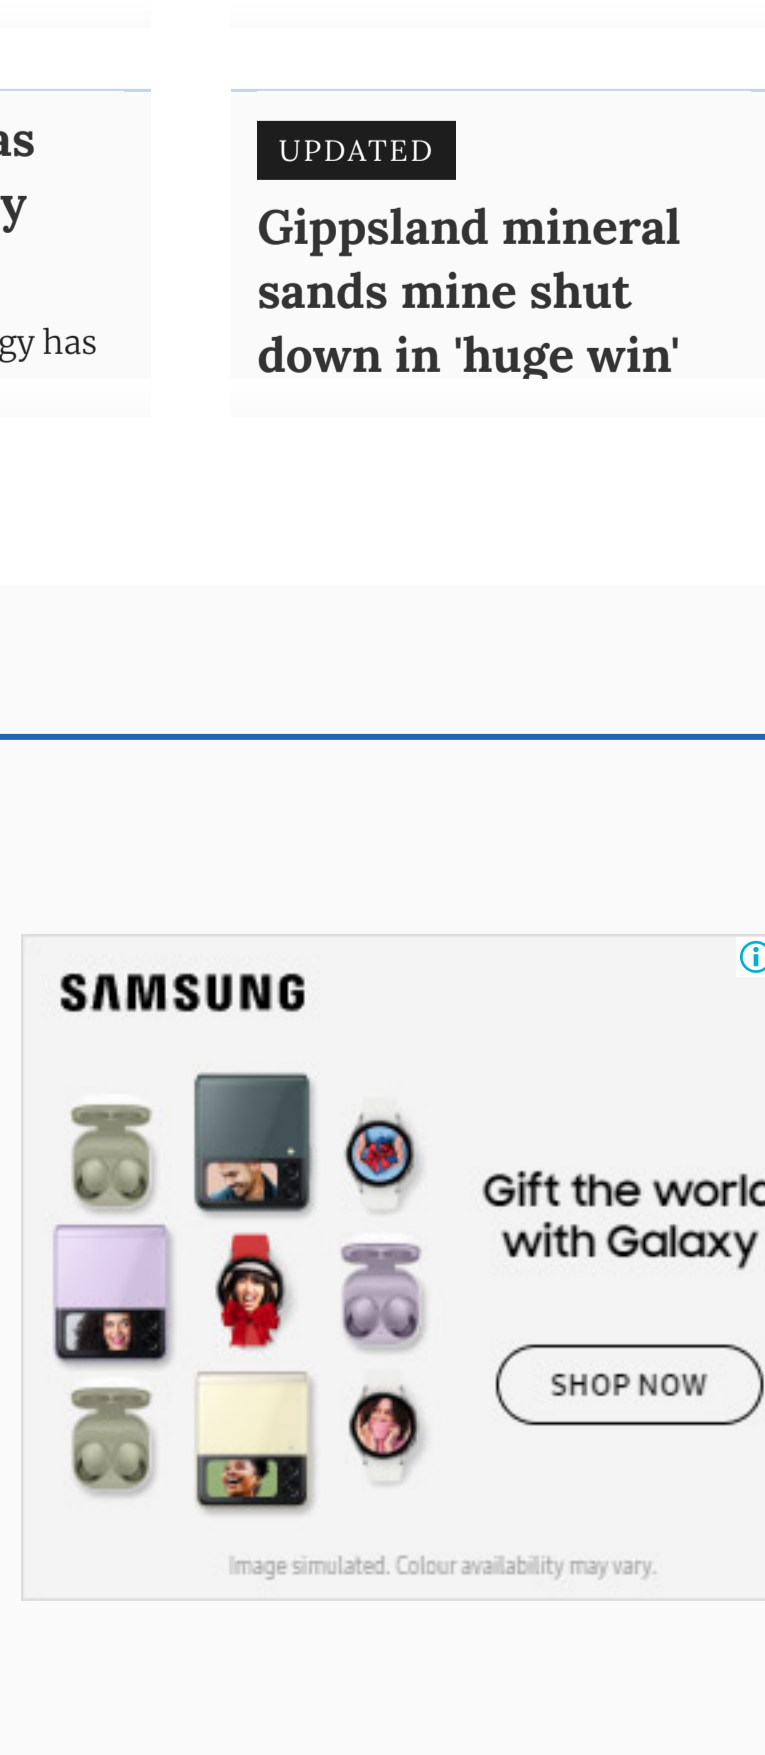 as
y
gy has
UPDATED
Gippsland mineral
sands mine shut
down in 'huge win'
SAMSUNG
Gift the world
with Galaxy
SHOP NOW
Image simulated. Colour availability may vary.